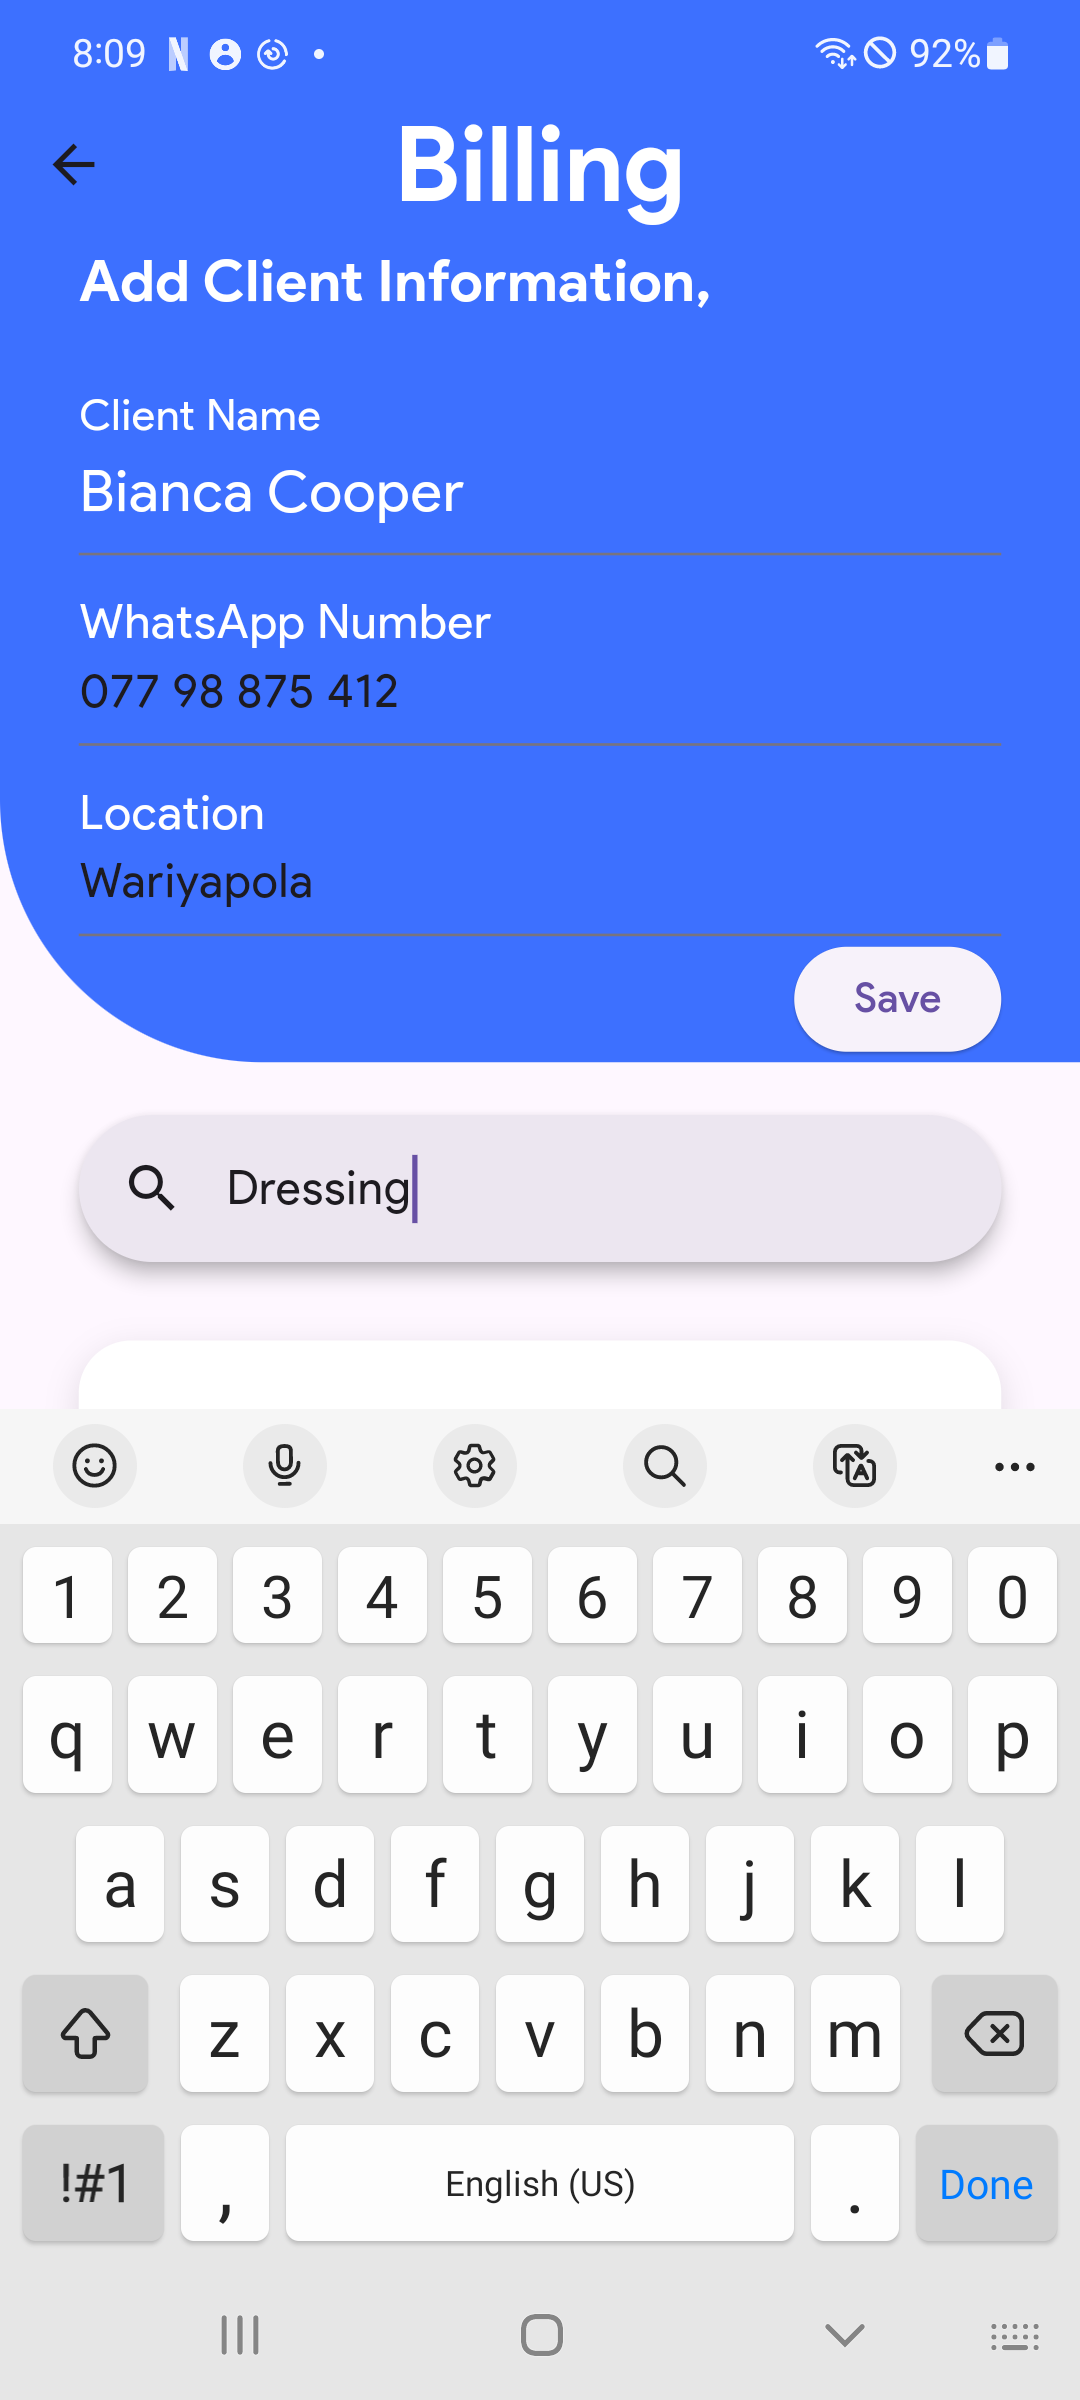 8:09
92%
Billing
Add Client Information,
Client Name
Bianca Cooper
WhatsApp Number
077 98 875 412
Location
Wariyapola
Save
Dressing
1 2 3 4 5 6 7 8 9 0
q w e r t y u i o p
a s d f g h j k l
z x c v b n m
!#1 , English (US) . Done